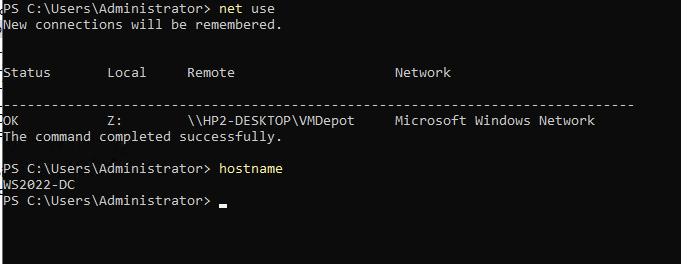 PS C:\Users\Administrator> net use
New connections will be remembered.
Status       Local     Remote                    Network
-------------------------------------------------------------------------------
OK           Z:        \\HP2-DESKTOP\VMDepot     Microsoft Windows Network
The command completed successfully.
PS C:\Users\Administrator> hostname
WS2022-DC
PS C:\Users\Administrator>